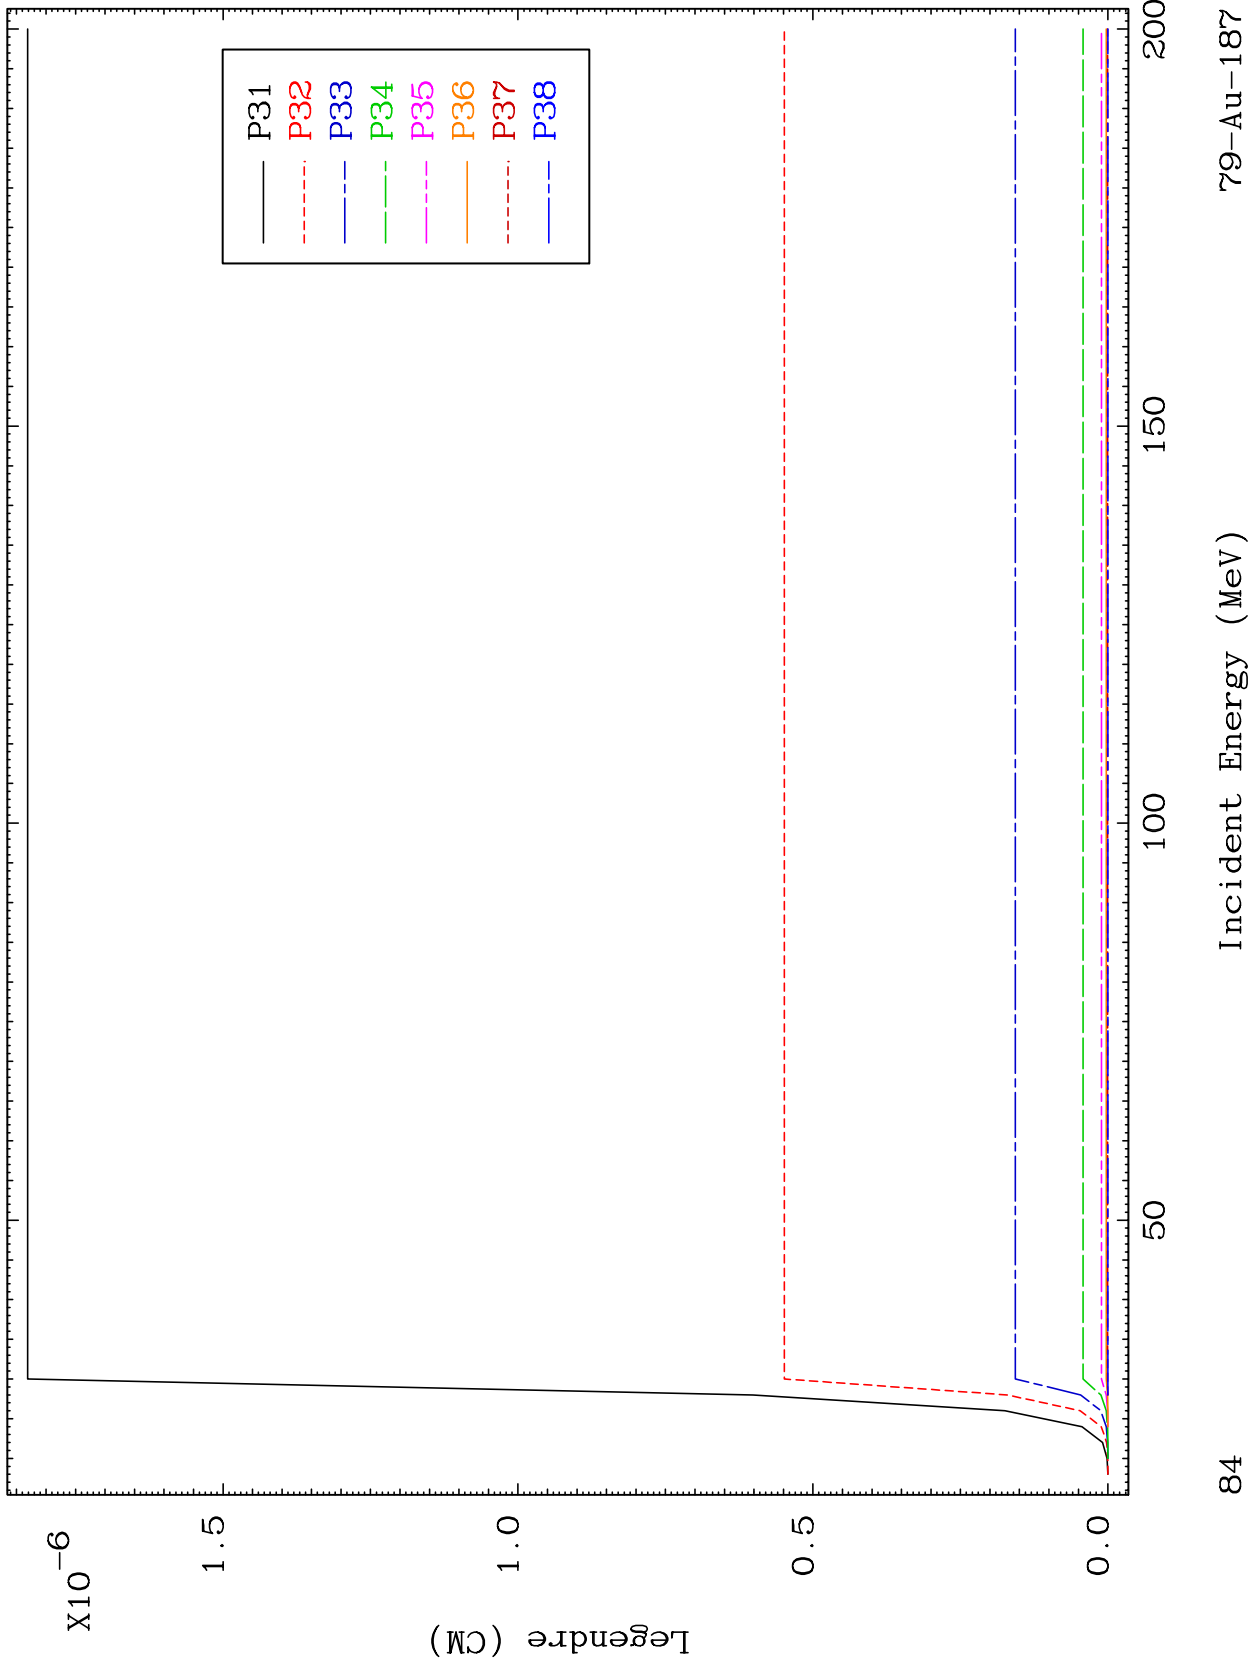 X10-6
1.5
1.0
0.5
0.0
Legendre (CM)
P31
P32
P33
P34
P35
P36
P37
P38
50
100
150
200
Incident Energy (MeV)
84
79-Au-187